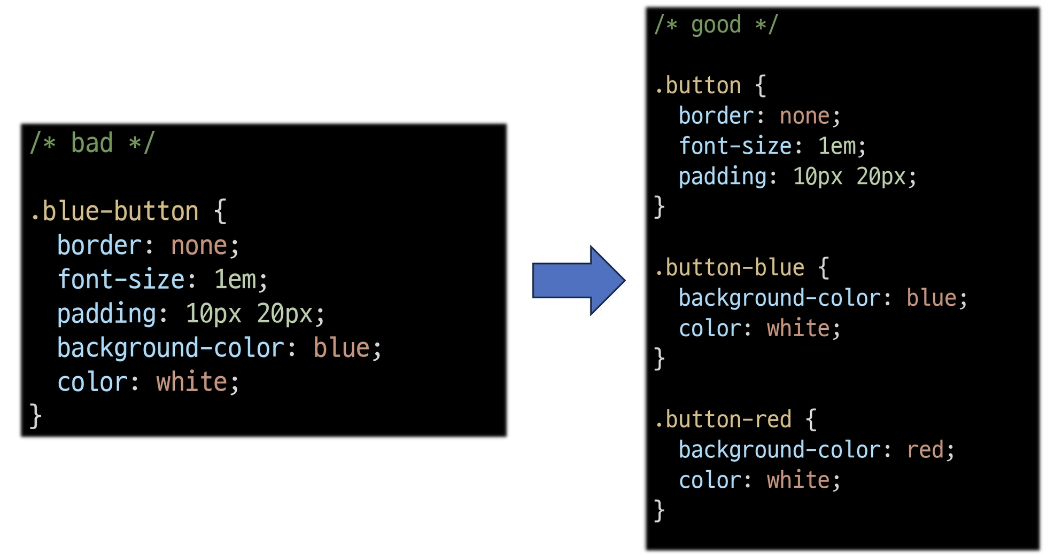 /* bad */
.blue-button {
  border: none;
  font-size: 1em;
  padding: 10px 20px;
  background-color: blue;
  color: white;
}
/* good */
.button {
  border: none;
  font-size: 1em;
  padding: 10px 20px;
}
.button-blue {
  background-color: blue;
  color: white;
}
.button-red {
  background-color: red;
  color: white;
}